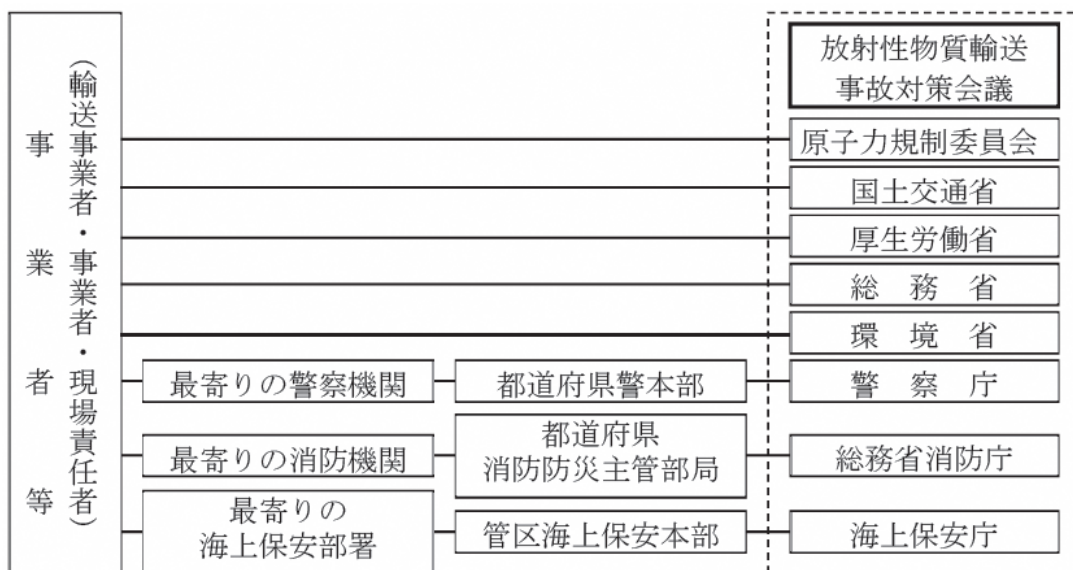 事業者等
（輸送事業者・事業者・現場責任者）
放射性物質輸送
事故対策会議
原子力規制委員会
国土交通省
厚生労働省
総務省
環境省
最寄りの警察機関
都道府県警本部
警察庁
最寄りの消防機関
都道府県
消防防災主管部局
総務省消防庁
最寄りの
海上保安部署
管区海上保安本部
海上保安庁